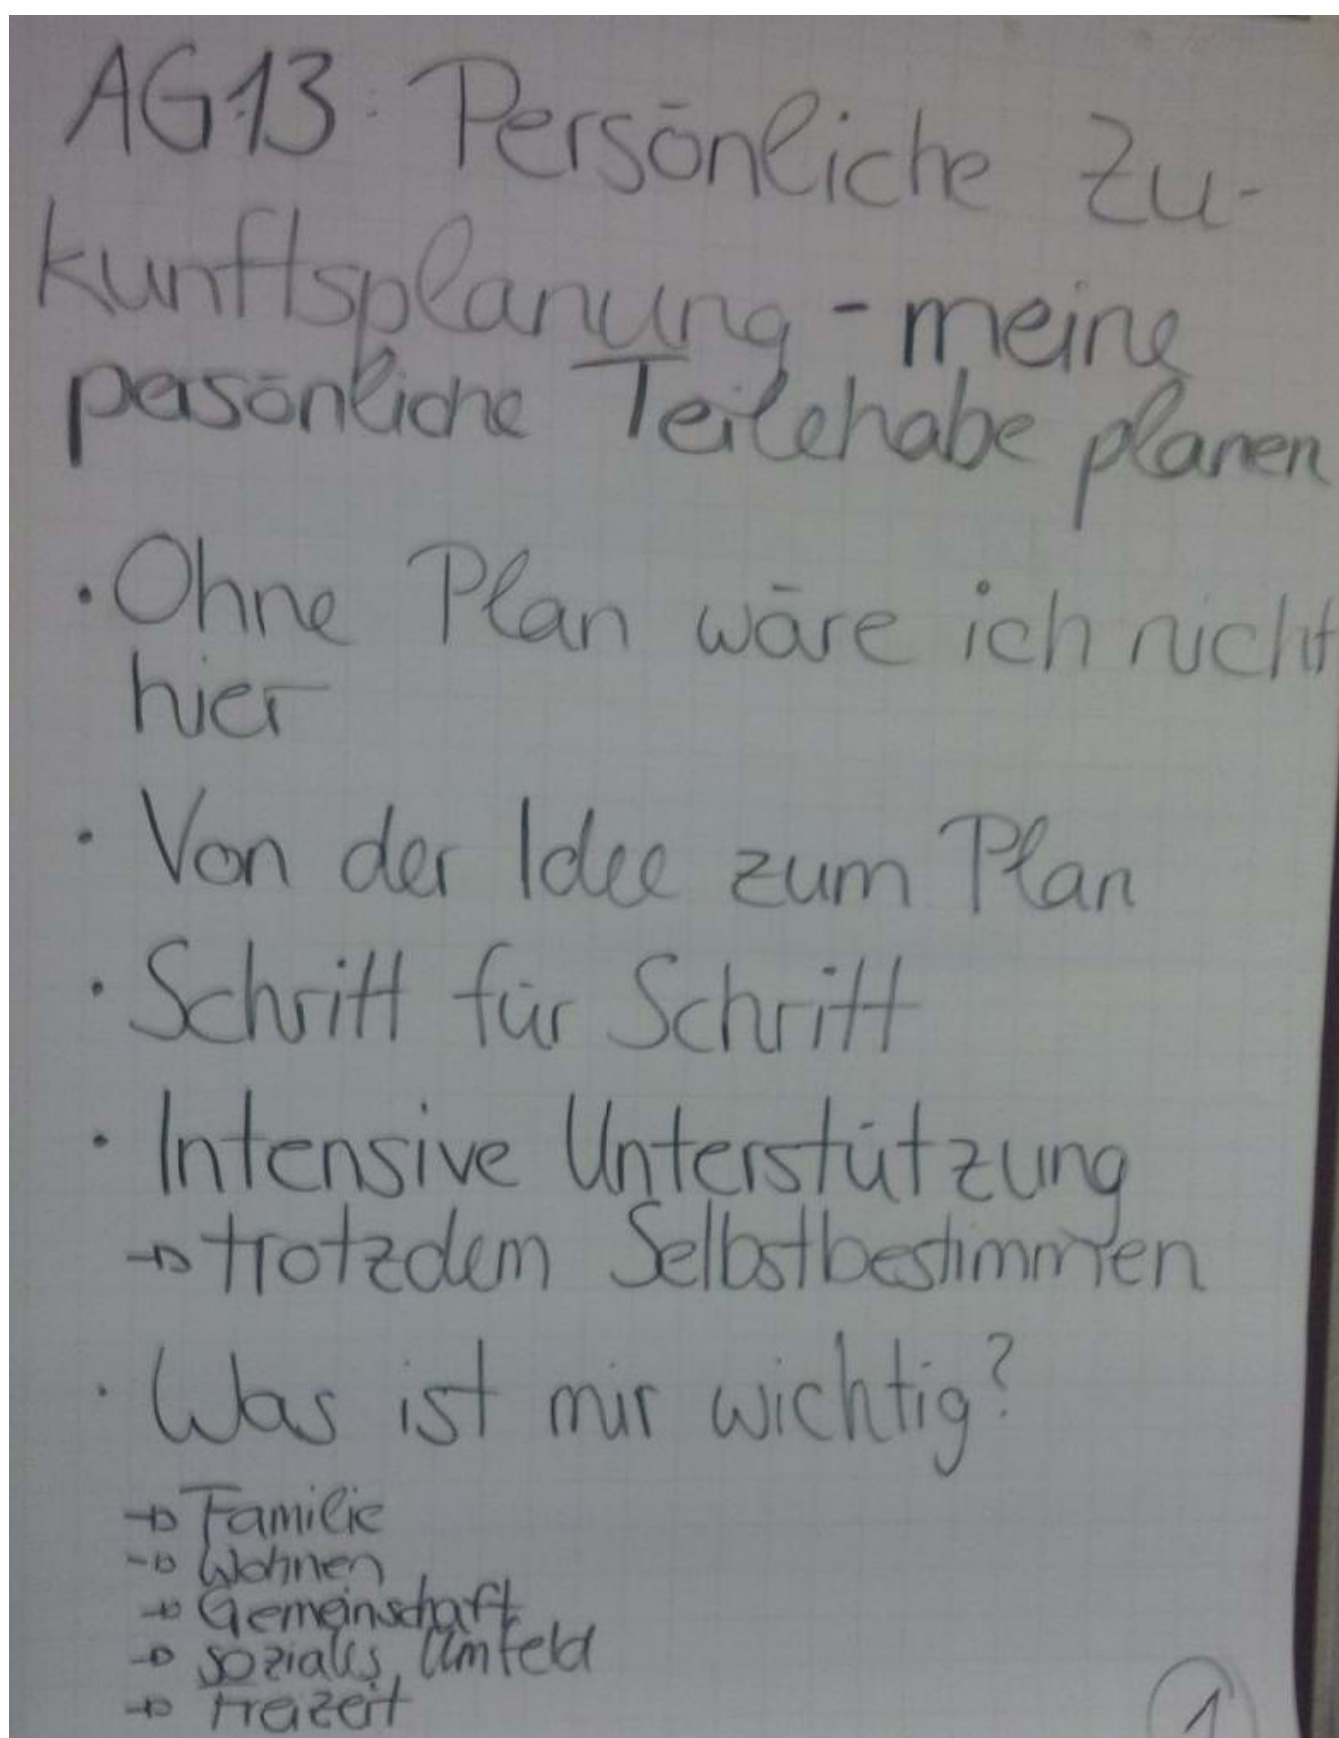 AG13: Persönliche Zu-
kunftsplanung - meine
persönliche Teilehabe planen
· Ohne Plan wäre ich nicht
hier
· Von der Idee zum Plan
· Schritt für Schritt
· Intensive Unterstützung
→ trotzdem Selbstbestimmen
· Was ist mir wichtig?
→ Familie
→ Wohnen
→ Gemeinschaft
→ soziales Umfeld
→ Freizeit
1